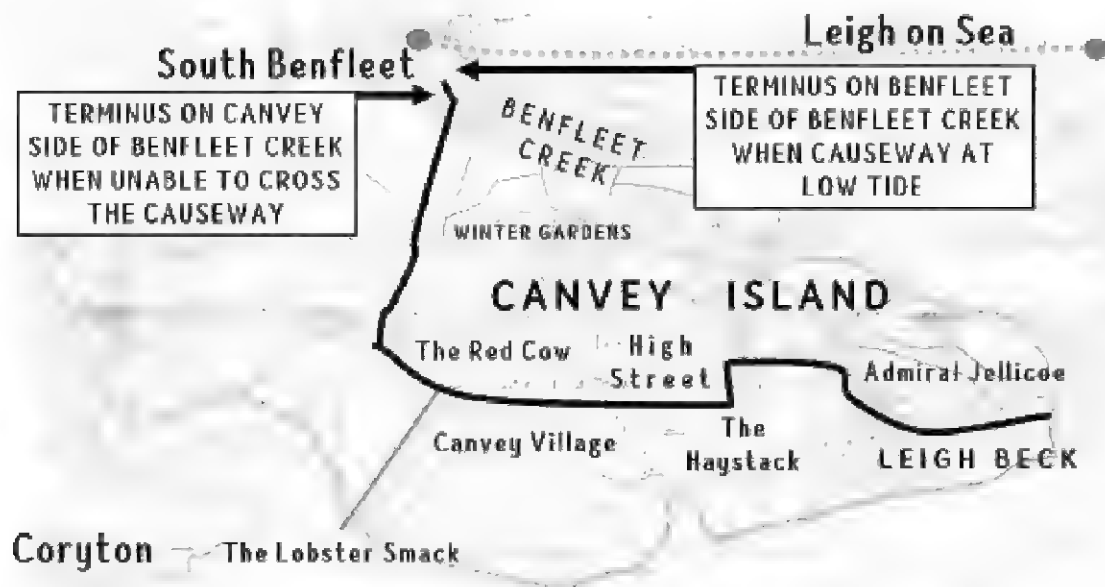 Leigh on Sea
South Benfleet
TERMINUS ON CANVEY
SIDE OF BENFLEET CREEK
WHEN UNABLE TO CROSS
THE CAUSEWAY
TERMINUS ON BENFLEET
SIDE OF BENFLEET CREEK
WHEN CAUSEWAY AT
LOW TIDE
BENFLEET
CREEK
WINTER GARDENS
CANVEY ISLAND
The Red Cow
High
Street
Admiral Jellicoe
Canvey Village
The
Haystack
LEIGH BECK
Coryton
The Lobster Smack